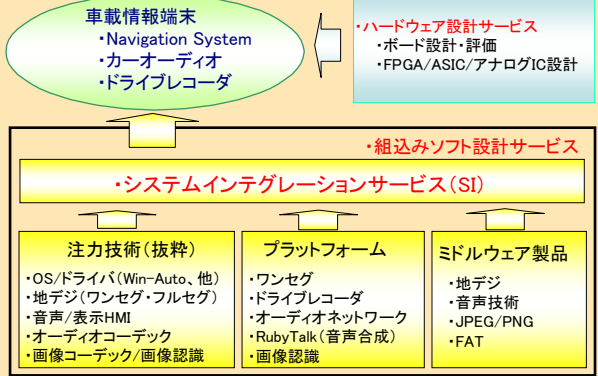 車載情報端末
・Navigation System
・カーオーディオ
・ドライブレコーダ
・ハードウェア設計サービス
・ボード設計・評価
・FPGA/ASIC/アナログIC設計
・組込みソフト設計サービス
・システムインテグレーションサービス(SI)
注力技術(抜粋)
・OS/ドライバ(Win-Auto、他)
・地デジ(ワンセグ・フルセグ)
・音声/表示HMI
・オーディオコーデック
・画像コーデック/画像認識
プラットフォーム
・ワンセグ
・ドライブレコーダ
・オーディオネットワーク
・RubyTalk(音声合成)
・画像認識
ミドルウェア製品
・地デジ
・音声技術
・JPEG/PNG
・FAT